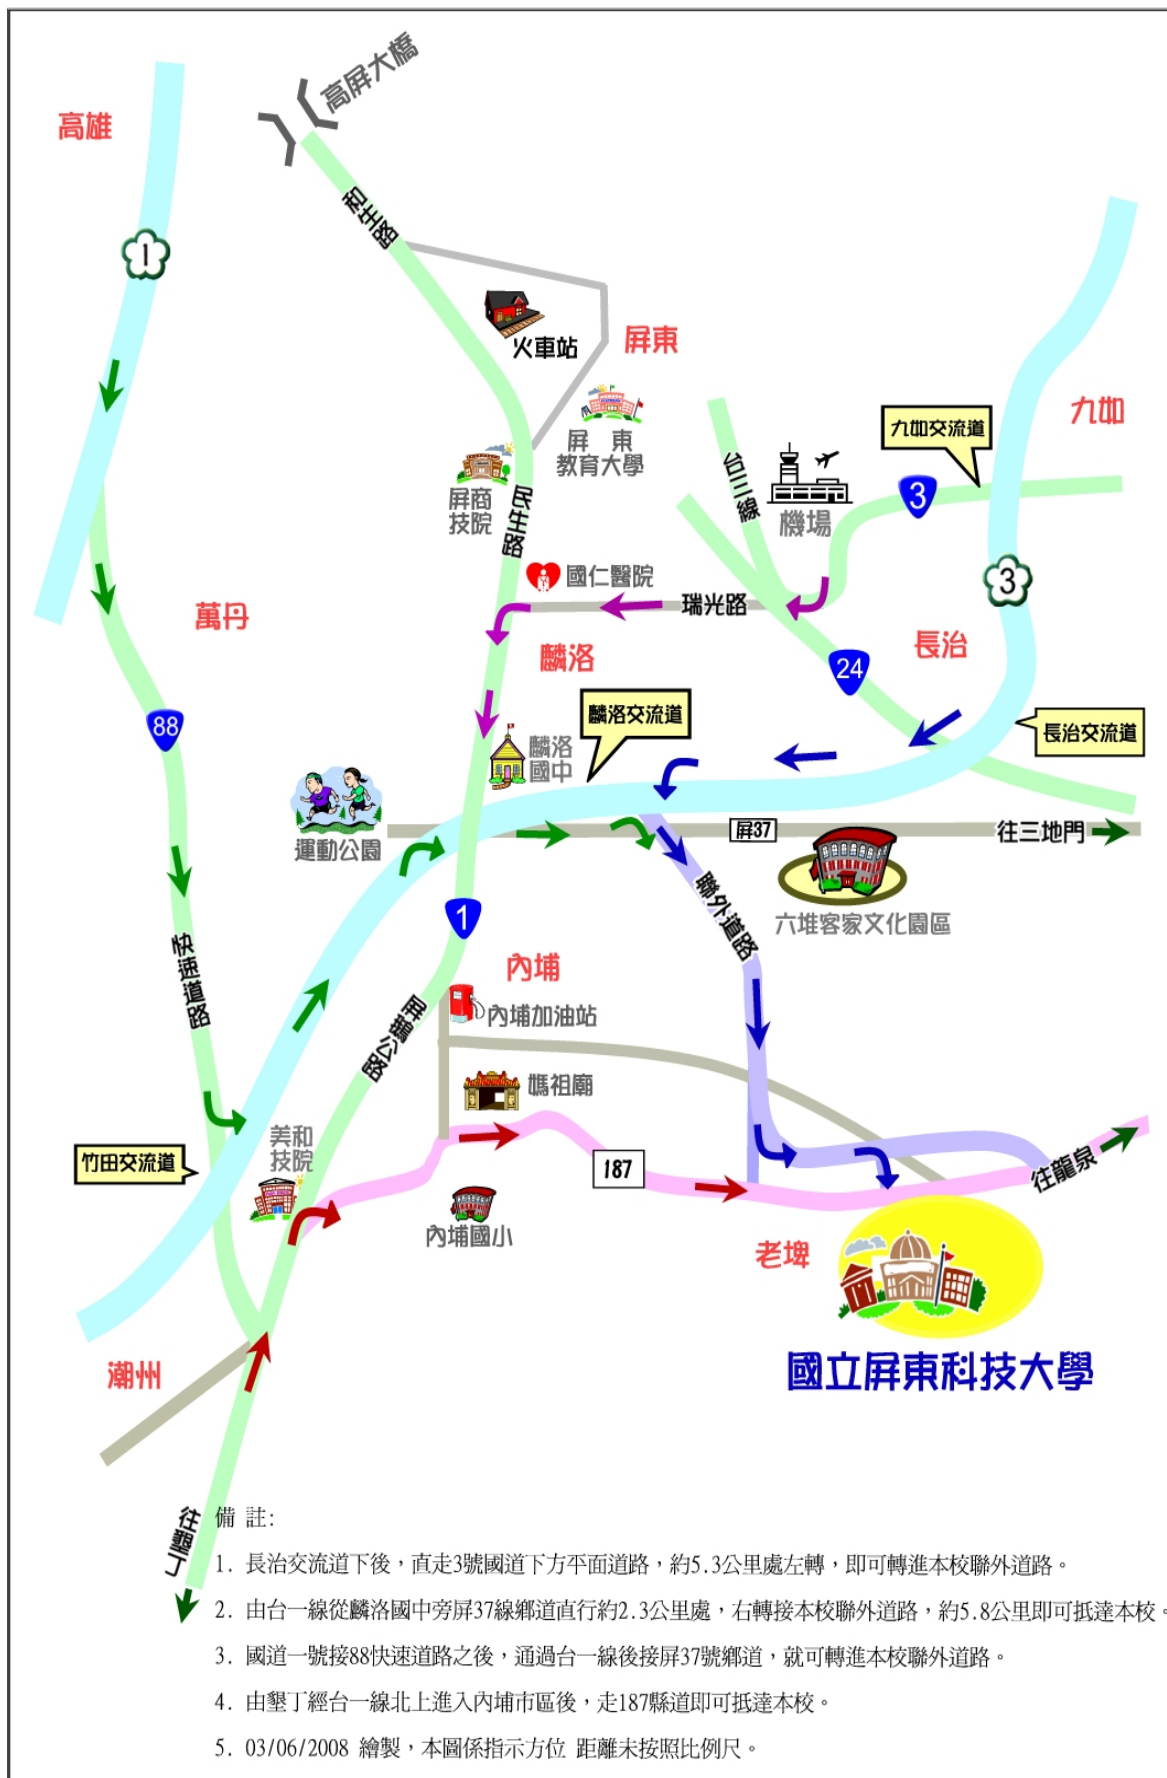 高屏大橋
高雄
和生路
1
火車站
屏東
九如
九如交流道
屏東
教育大學
台三線
3
屏商
技院
民生路
機場
國仁醫院
3
瑞光路
萬丹
麟洛
長治
24
88
麟洛交流道
長治交流道
麟洛
國中
運動公園
屏37
往三地門
聯外道路
1
六堆客家文化園區
快速道路
內埔
屏鵝公路
內埔加油站
媽祖廟
美和
技院
竹田交流道
187
往龍泉
內埔國小
老埤
潮州
國立屏東科技大學
往墾丁
備 註:
1. 長治交流道下後，直走3號國道下方平面道路，約5.3公里處左轉，即可轉進本校聯外道路。
2. 由台一線從麟洛國中旁屏37線鄉道直行約2.3公里處，右轉接本校聯外道路，約5.8公里即可抵達本校。
3. 國道一號接88快速道路之後，通過台一線後接屏37號鄉道，就可轉進本校聯外道路。
4. 由墾丁經台一線北上進入內埔市區後，走187縣道即可抵達本校。
5. 03/06/2008 繪製，本圖係指示方位 距離未按照比例尺。